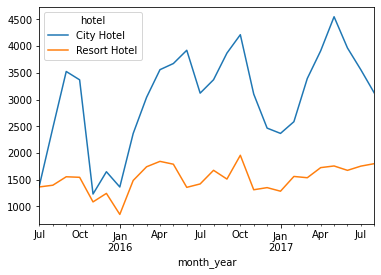 hotel
City Hotel
Resort Hotel
4500
4000
3500
3000
2500
2000
1500
1000
Jul Oct Jan Apr Jul Oct Jan Apr Jul
2016 2017
month_year